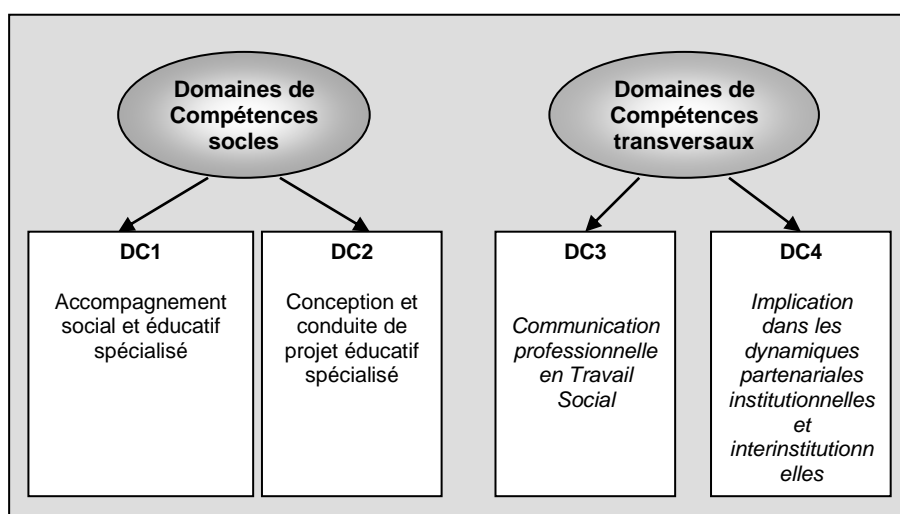 Domaines de
Compétences
socles
Domaines de
Compétences
transversaux
DC1
Accompagnement
social et éducatif
spécialisé
DC2
Conception et
conduite de
projet éducatif
spécialisé
DC3
Communication
professionnelle
en Travail
Social
DC4
Implication
dans les
dynamiques
partenariales
institutionnelles
et
interinstitutionn
elles